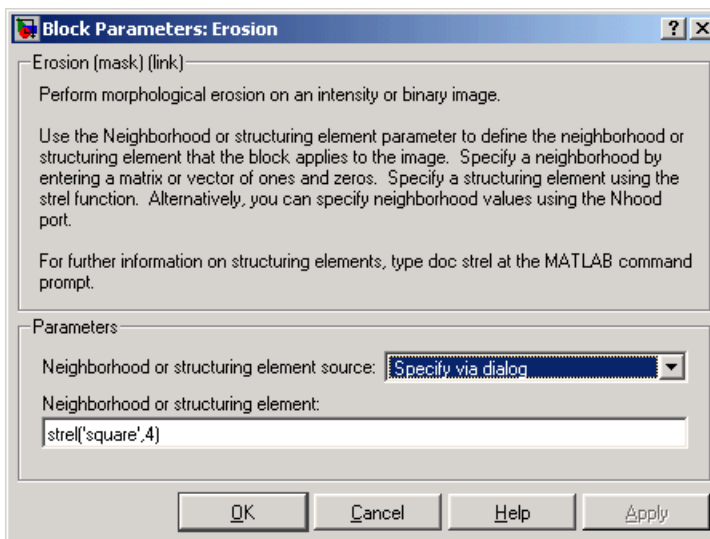 Block Parameters: Erosion
Erosion (mask) (link)
Perform morphological erosion on an intensity or binary image.
Use the Neighborhood or structuring element parameter to define the neighborhood or
structuring element that the block applies to the image. Specify a neighborhood by
entering a matrix or vector of ones and zeros. Specify a structuring element using the
strel function. Alternatively, you can specify neighborhood values using the Nhood
port.
For further information on structuring elements, type doc strel at the MATLAB command
prompt.
Parameters
Neighborhood or structuring element source: Specify via dialog
Neighborhood or structuring element:
strel('square',4)
OK Cancel Help Apply